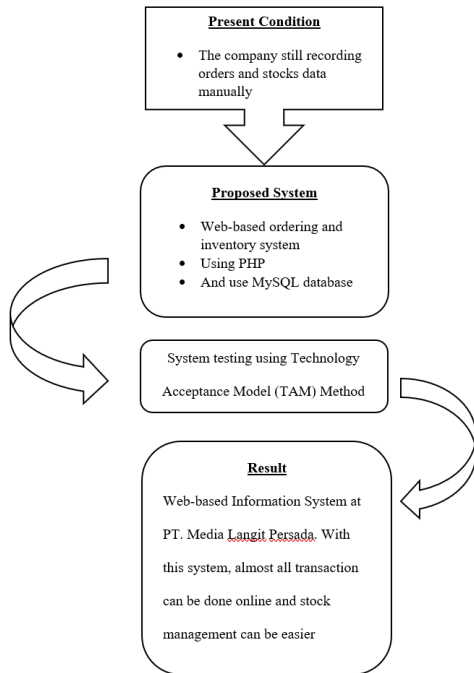 Present Condition
• The company still recording
orders and stocks data
manually
Proposed System
• Web-based ordering and
inventory system
• Using PHP
• And use MySQL database
System testing using Technology
Acceptance Model (TAM) Method
Result
Web-based Information System at
PT. Media Langit Persada. With
this system, almost all transaction
can be done online and stock
management can be easier